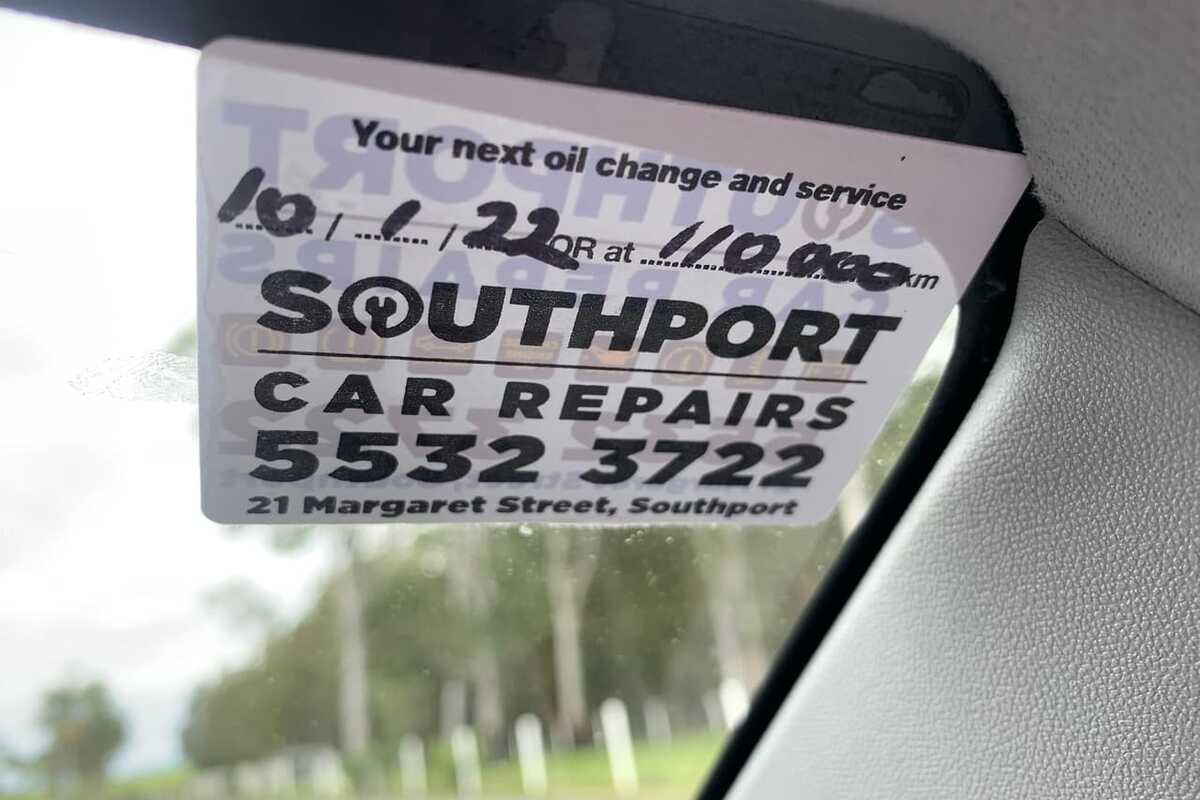 Your next oil change and service
10 / 1 / 22 OR at 110 000 km
SOUTHPORT
CAR REPAIRS
5532 3722
21 Margaret Street, Southport